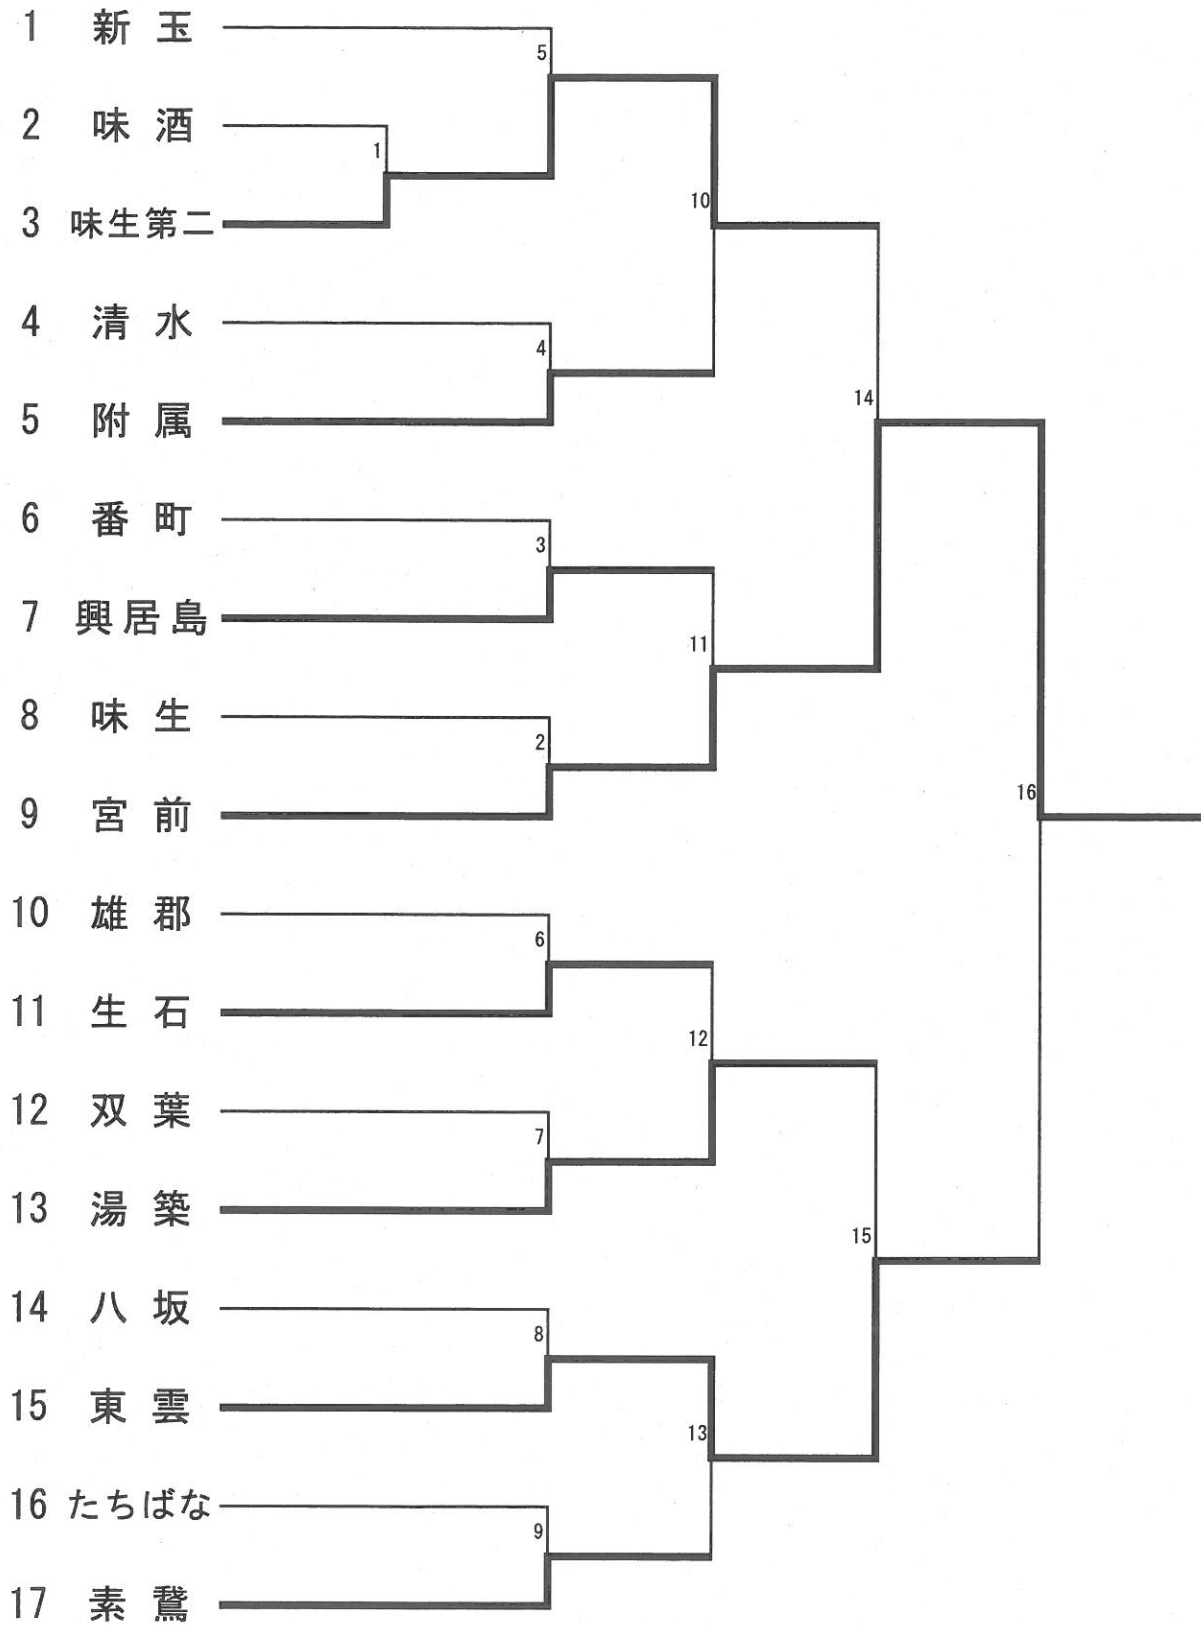 1 新玉
5
2 味酒
1
3 味生第二
10
4 清水
4
14
5 附属
6 番町
3
7 興居島
11
8 味生
2
16
9 宮前
10 雄郡
6
11 生石
12
12 双葉
7
13 湯築
15
14 八坂
8
15 東雲
13
16 たちばな
9
17 素鵞